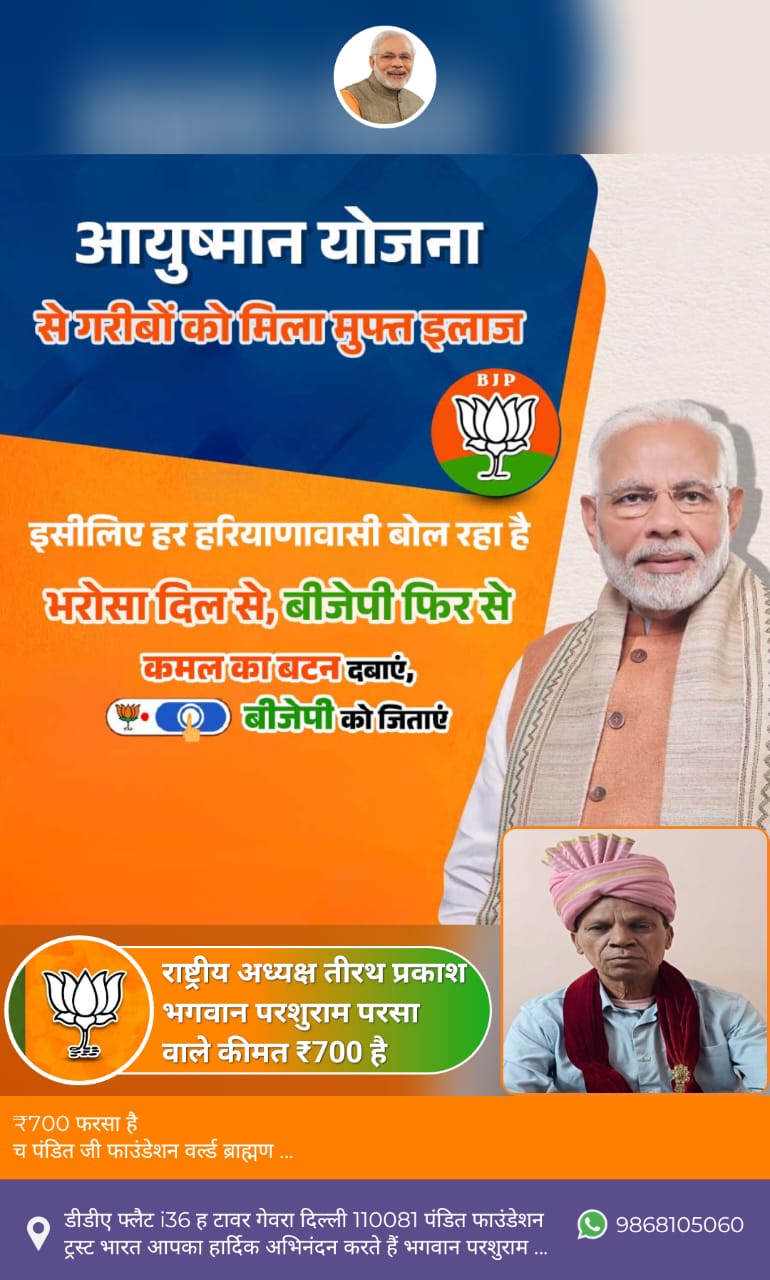 आयुष्मान योजना
से गरीबों को मिला मुफ्त इलाज
BJP
इसीलिए हर हरियाणावासी बोल रहा है
भरोसा दिल से, बीजेपी फिर से
कमल का बटन दबाएं,
बीजेपी को जिताएं
राष्ट्रीय अध्यक्ष तीरथ प्रकाश
भगवान परशुराम परसा
वाले कीमत ₹700 है
₹700 फरसा है
च पंडित जी फाउंडेशन वर्ल्ड ब्राह्मण ...
डीडीए फ्लैट i36 ह टावर गेवरा दिल्ली 110081 पंडित फाउंडेशन
ट्रस्ट भारत आपका हार्दिक अभिनंदन करते हैं भगवान परशुराम ...
9868105060